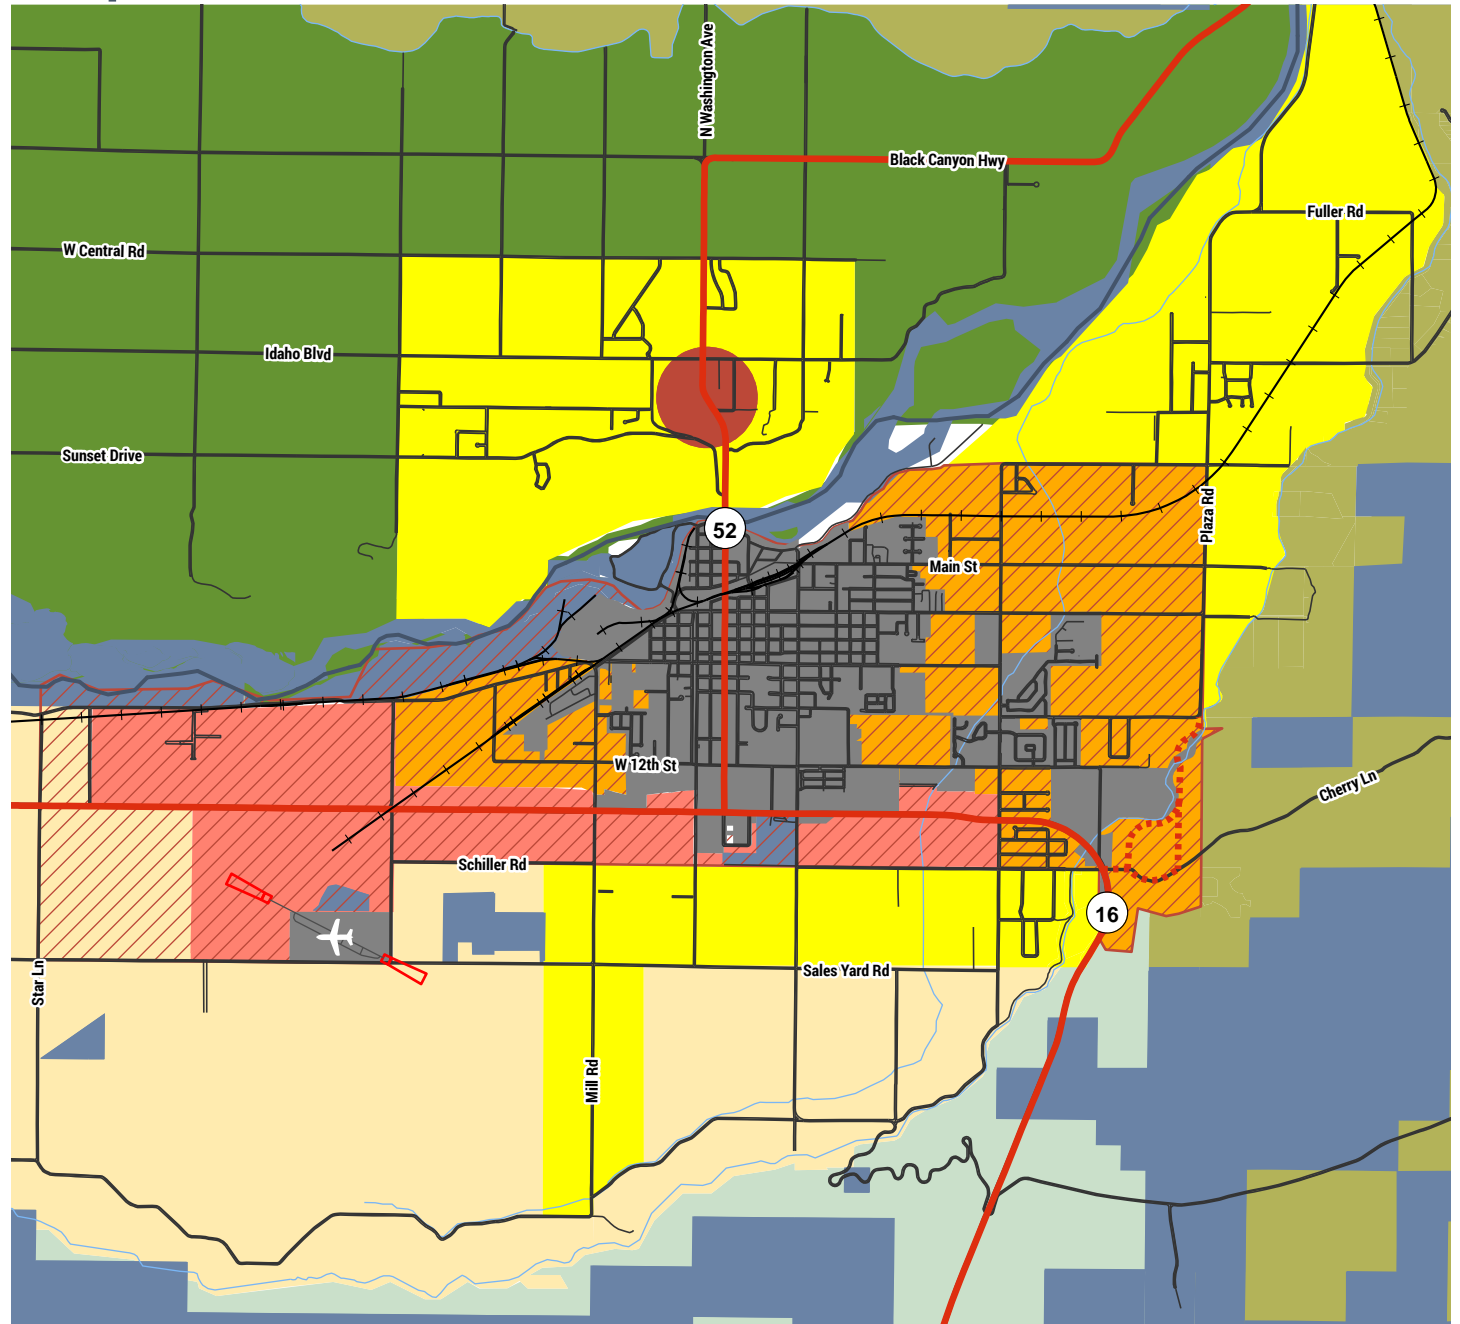 N Washington Ave
Black Canyon Hwy
Fuller Rd
W Central Rd
Idaho Blvd
Sunset Drive
Plaza Rd
52
Main St
W 12th St
Cherry Ln
Schiller Rd
16
Star Ln
Sales Yard Rd
Mill Rd